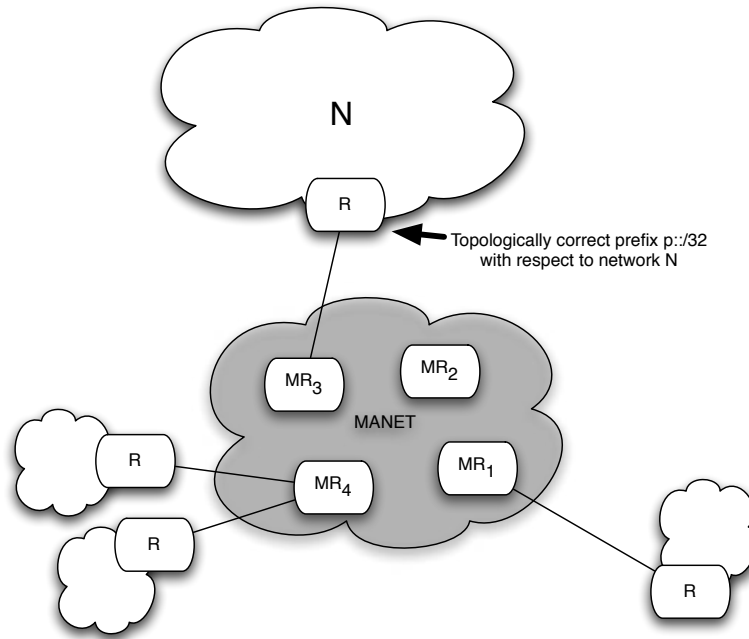 N
R
Topologically correct prefix p::/32
with respect to network N
MR3
MR2
MANET
R
MR4
MR1
R
R